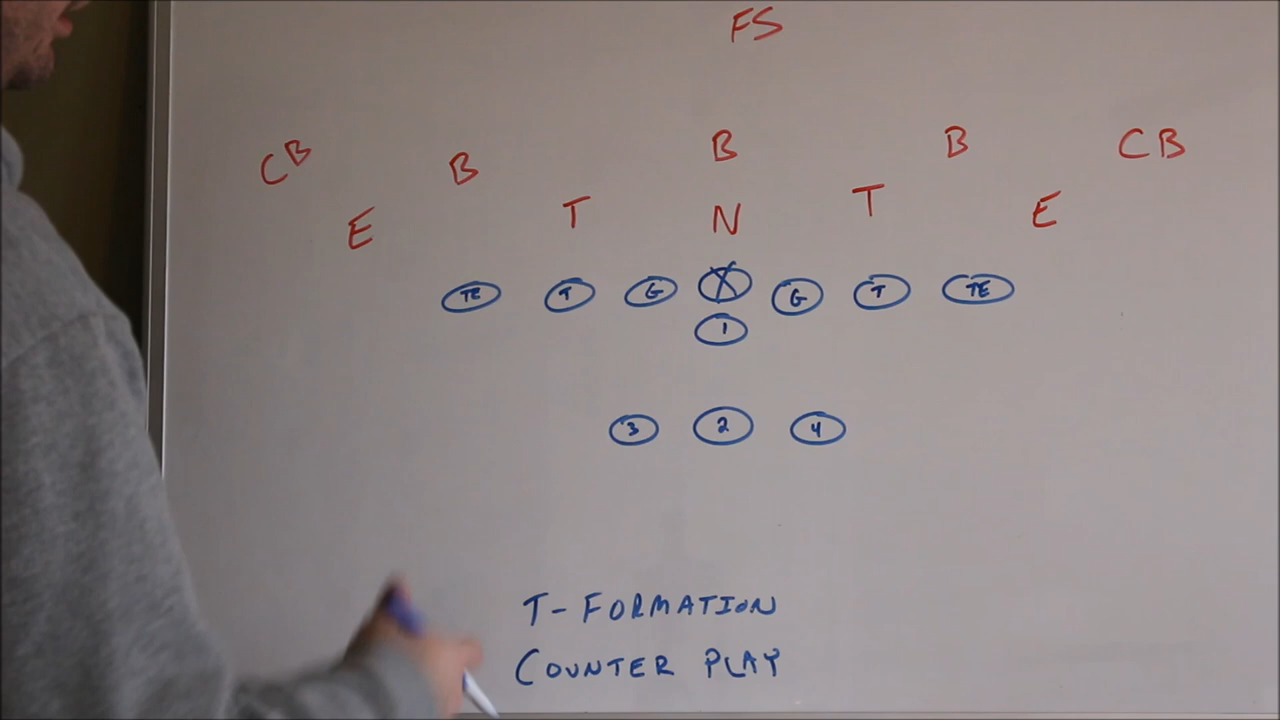 FS
CB B B B CB
E T N T E
TE T G X G T TE
1
3 2 4
T-FORMATION
COUNTER PLAY